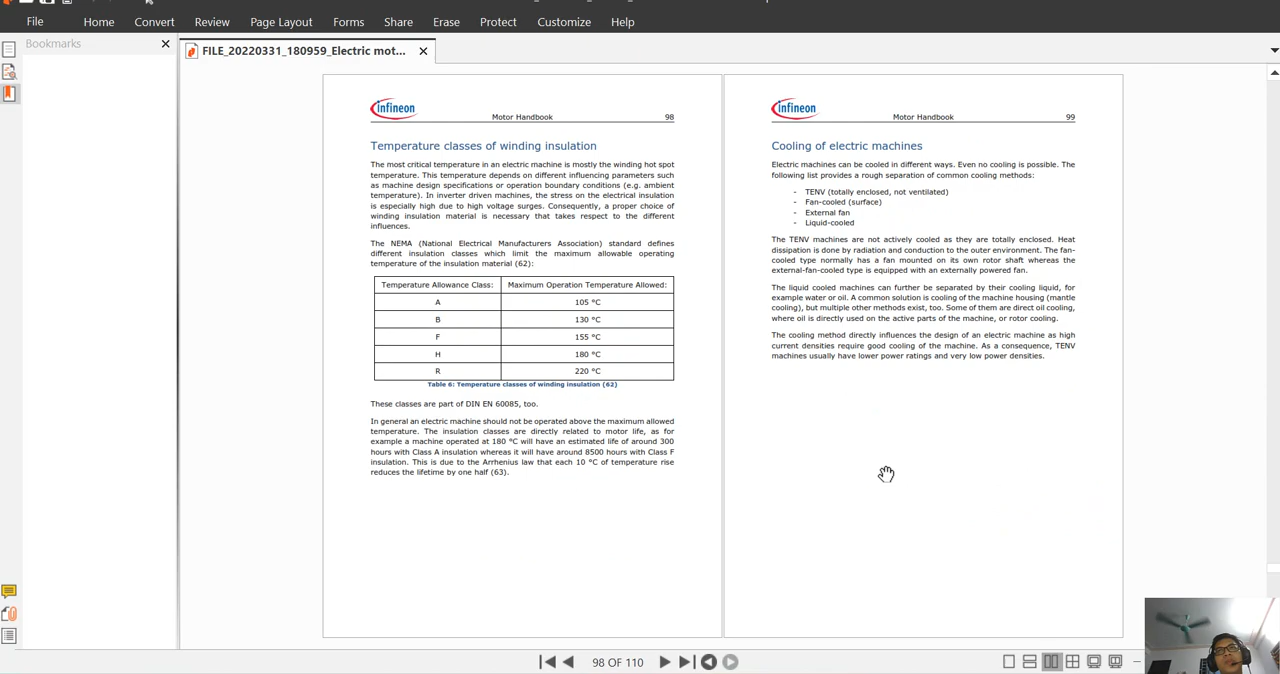 File Home Convert Review Page Layout Forms Share Erase Protect Customize Help
Bookmarks
FILE_20220331_180959_Electric mot...
infineon
Motor Handbook 98
Temperature classes of winding insulation
The most critical temperature in an electric machine is mostly the winding hot spot
temperature. This temperature depends on different influencing parameters such
as machine design specifications or operation boundary conditions (e.g. ambient
temperature). In inverter driven machines, the stress on the electrical insulation
is especially high due to high voltage surges. Consequently, a proper choice of
winding insulation material is necessary that takes respect to the different
influences.
The NEMA (National Electrical Manufacturers Association) standard defines
different insulation classes which limit the maximum allowable operating
temperature of the insulation material (62):
Temperature Allowance Class: Maximum Operation Temperature Allowed:
A 105 °C
B 130 °C
F 155 °C
H 180 °C
R 220 °C
Table 6: Temperature classes of winding insulation (62)
These classes are part of DIN EN 60085, too.
In general an electric machine should not be operated above the maximum allowed
temperature. The insulation classes are directly related to motor life, as for
example a machine operated at 180 °C will have an estimated life of around 300
hours with Class A insulation whereas it will have around 8500 hours with Class F
insulation. This is due to the Arrhenius law that each 10 °C of temperature rise
reduces the lifetime by one half (63).
infineon
Motor Handbook 99
Cooling of electric machines
Electric machines can be cooled in different ways. Even no cooling is possible. The
following list provides a rough separation of common cooling methods:
- TENV (totally enclosed, not ventilated)
- Fan-cooled (surface)
- External fan
- Liquid-cooled
The TENV machines are not actively cooled as they are totally enclosed. Heat
dissipation is done by radiation and conduction to the outer environment. The fan-
cooled type normally has a fan mounted on its own rotor shaft whereas the
external-fan-cooled type is equipped with an externally powered fan.
The liquid cooled machines can further be separated by their cooling liquid, for
example water or oil. A common solution is cooling of the machine housing (mantle
cooling), but multiple other methods exist, too. Some of them are direct oil cooling,
where oil is directly used on the active parts of the machine, or rotor cooling.
The cooling method directly influences the design of an electric machine as high
current densities require good cooling of the machine. As a consequence, TENV
machines usually have lower power ratings and very low power densities.
98 OF 110